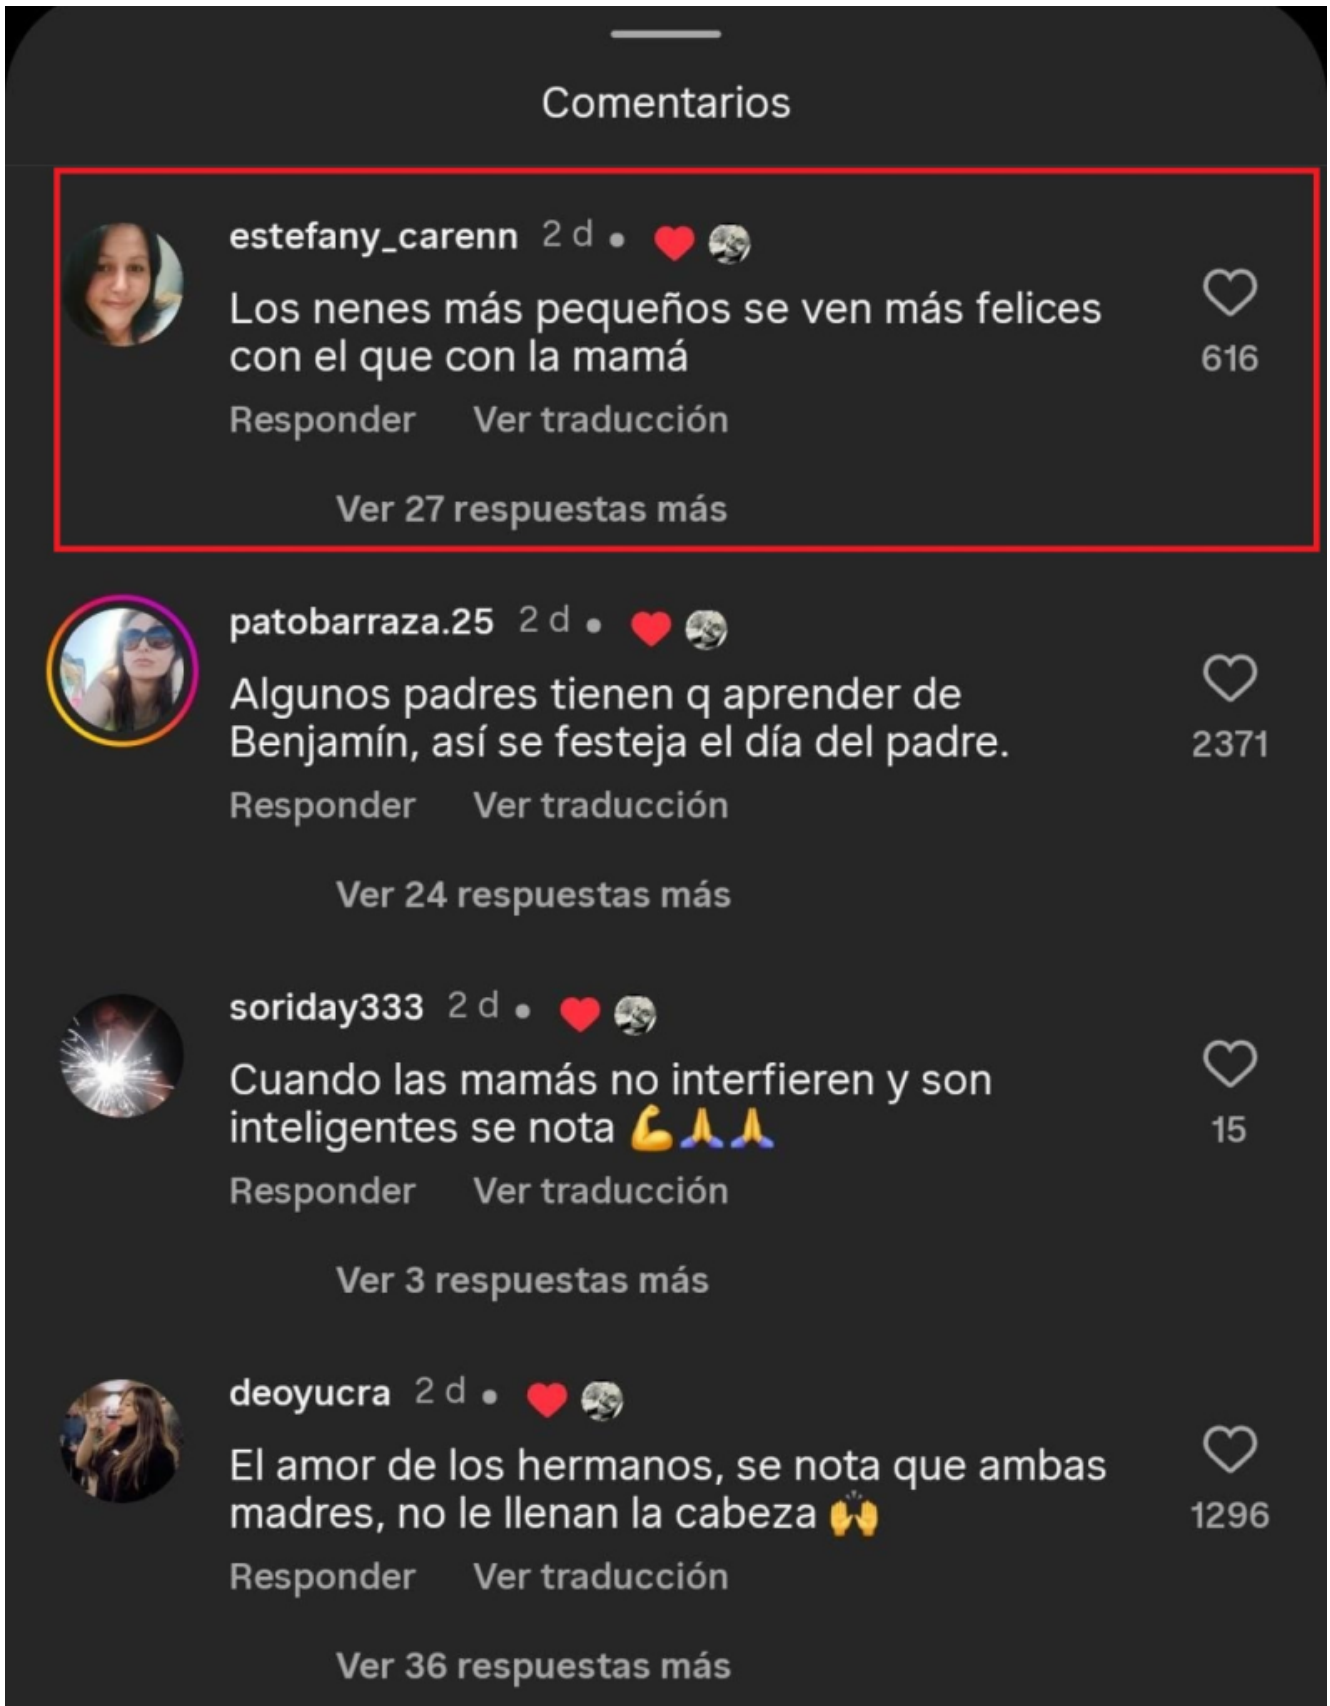 Comentarios
estefany_carenn 2 d • ❤️
Los nenes más pequeños se ven más felices
con el que con la mamá
616
Responder Ver traducción
Ver 27 respuestas más
patobarraza.25 2 d • ❤️
Algunos padres tienen q aprender de
Benjamín, así se festeja el día del padre.
2371
Responder Ver traducción
Ver 24 respuestas más
soriday333 2 d • ❤️
Cuando las mamás no interfieren y son
inteligentes se nota 💪🙏🙏
15
Responder Ver traducción
Ver 3 respuestas más
deoyucra 2 d • ❤️
El amor de los hermanos, se nota que ambas
madres, no le llenan la cabeza 🙌
1296
Responder Ver traducción
Ver 36 respuestas más